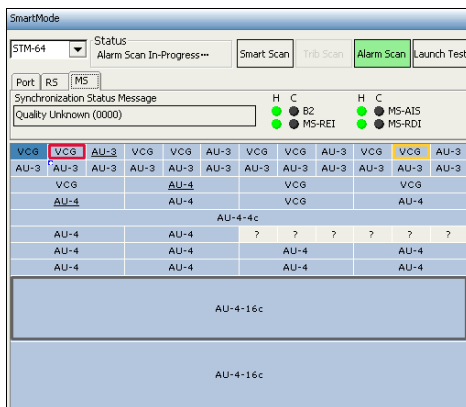 SmartMode
STM-64
Status
Alarm Scan In-Progress···
Smart Scan
Trib Scan
Alarm Scan
Launch Test
Port RS MS
Synchronization Status Message
Quality Unknown (0000)
H C
B2
MS-REI
H C
MS-AIS
MS-RDI
VCG VCG AU-3 VCG VCG AU-3 VCG VCG AU-3 VCG VCG AU-3
AU-3 AU-3 AU-3 AU-3 AU-3 AU-3 AU-3 AU-3 AU-3 AU-3 AU-3 AU-3
VCG AU-4 VCG VCG
AU-4 VCG VCG AU-4
AU-4-4c
AU-4 AU-4 ? ? ? ? ? ?
AU-4 AU-4 AU-4 AU-4
AU-4 AU-4 AU-4 AU-4
AU-4-16c
AU-4-16c